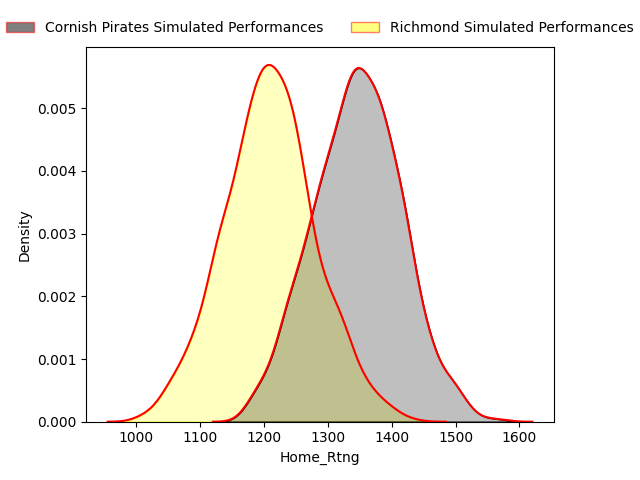 Cornish Pirates Simulated Performances Richmond Simulated Performances
0.005
0.004
0.003
0.002
0.001
0.000
Density
1000 1100 1200 1300 1400 1500 1600
Home_Rtng